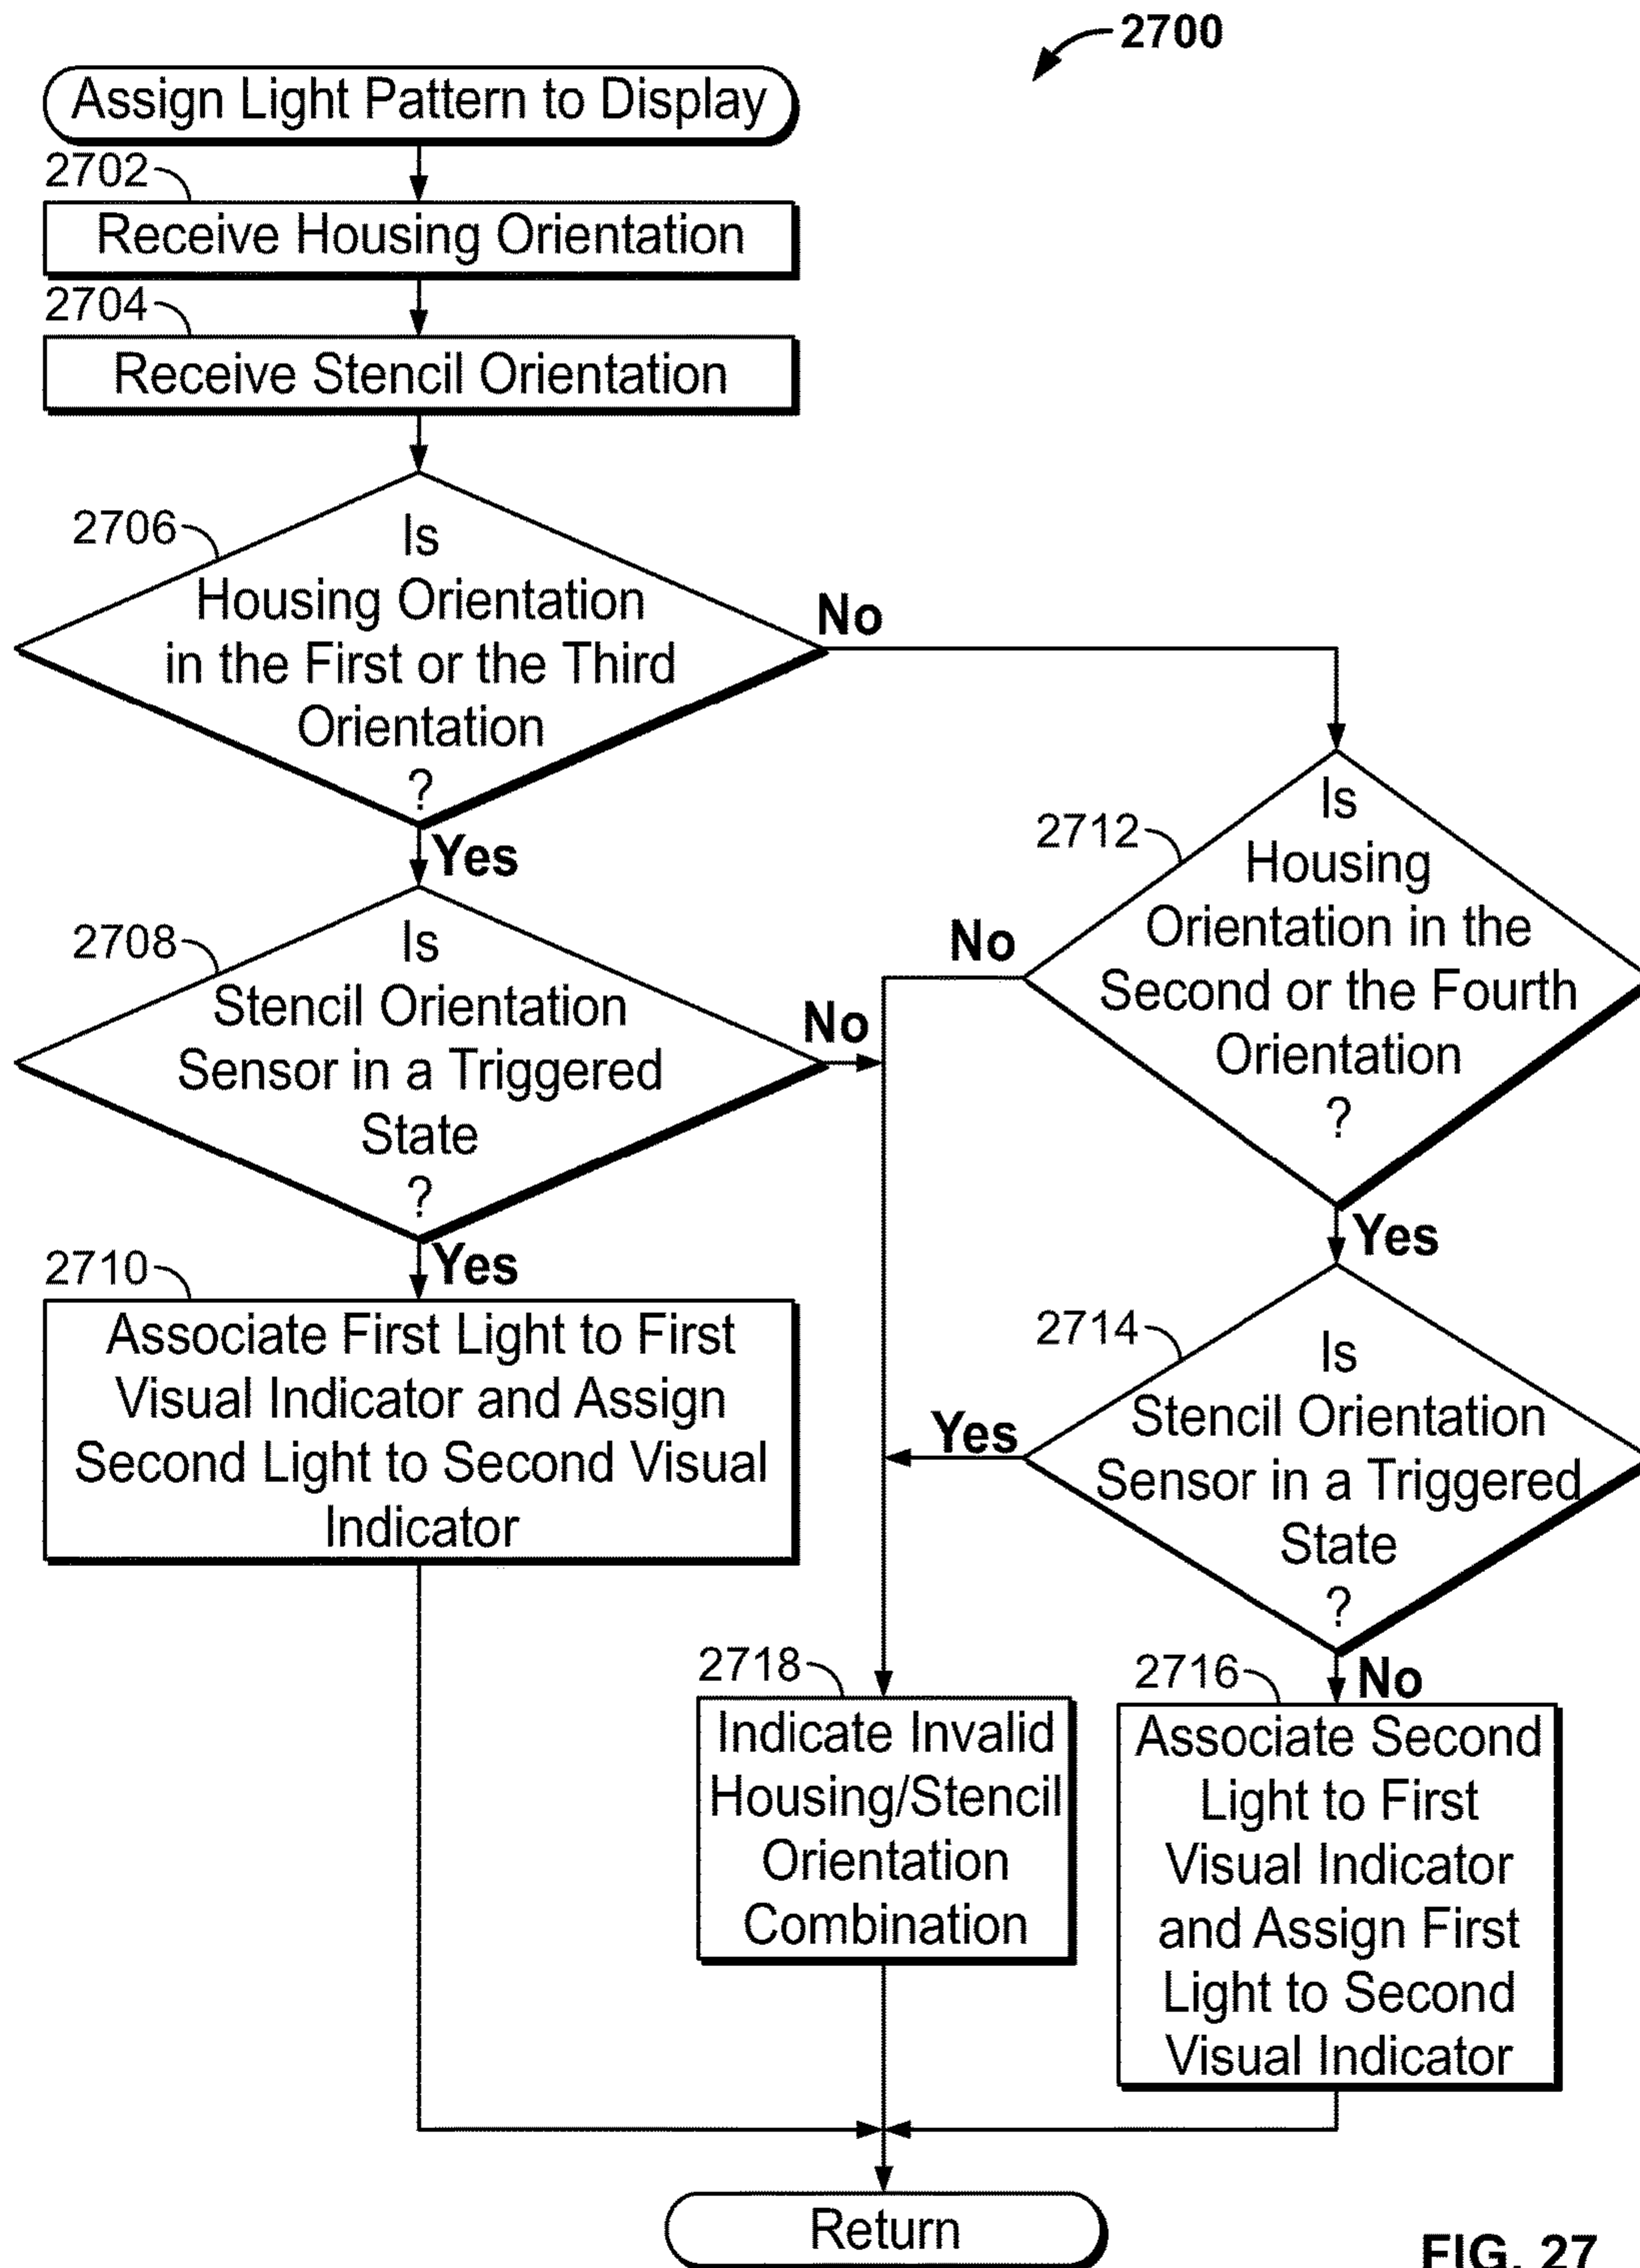 2700
Assign Light Pattern to Display
2702
Receive Housing Orientation
2704
Receive Stencil Orientation
2706
Is
Housing Orientation
in the First or the Third
Orientation
?
No
Yes
2708
Is
Stencil Orientation
Sensor in a Triggered
State
?
No
Yes
2710
Associate First Light to First
Visual Indicator and Assign
Second Light to Second Visual
Indicator
2712
Is
Housing
Orientation in the
Second or the Fourth
Orientation
?
No
Yes
2714
Is
Stencil Orientation
Sensor in a Triggered
State
?
Yes
No
2718
Indicate Invalid
Housing/Stencil
Orientation
Combination
2716
Associate Second
Light to First
Visual Indicator
and Assign First
Light to Second
Visual Indicator
Return
FIG. 27